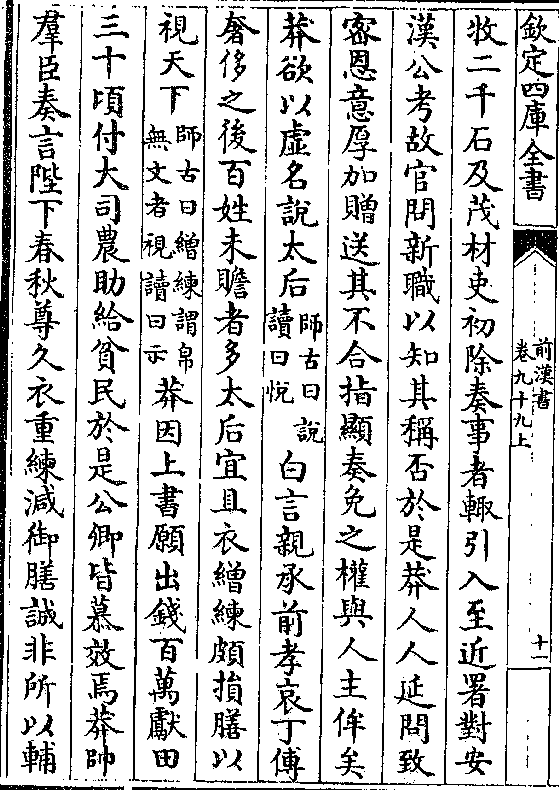 欽定四庫全書
前漢書
卷九十九上
十一
牧二千石及茂材吏初除奏事者輙引入至近署對安
漢公考故官問新職以知其稱否於是莽人人延問致
宻恩意厚加贈送其不合指顯奏免之權與人主侔矣
莽欲以虛名說太后師古曰說讀曰悅白言親承前孝哀丁傅
奢侈之後百姓未贍者多太后宜且衣繒練頗損膳以
視天下師古曰繒練謂帛無文者視讀曰示莽因上書願出錢百萬獻田
三十頃付大司農助給貧民於是公卿皆慕效焉莽帥
羣臣奏言陛下春秋尊久衣重練減御膳誠非所以輔